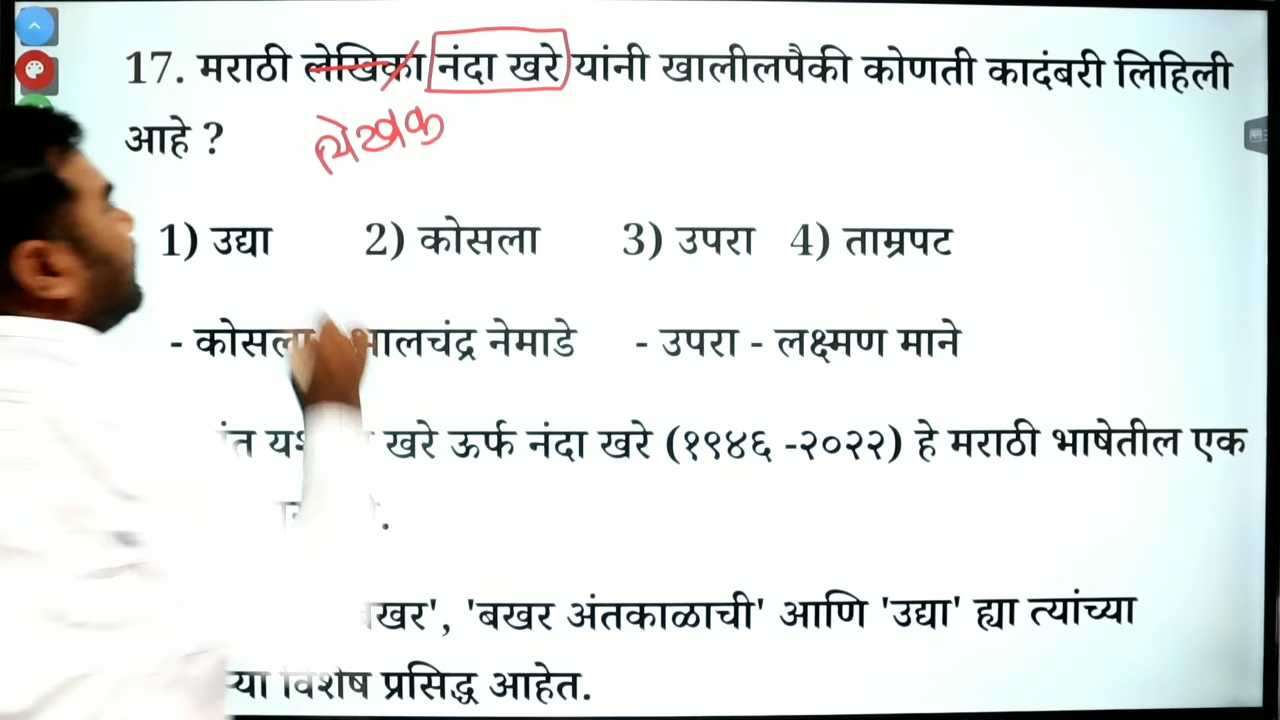 17. मराठी लेखिका नंदा खरे यांनी खालीलपैकी कोणती कादंबरी लिहिली
आहे ?
लेखक
1) उद्या 2) कोसला 3) उपरा 4) ताम्रपट
- कोसला भालचंद्र नेमाडे - उपरा - लक्ष्मण माने
खरे ऊर्फ नंदा खरे (१९४६ -२०२२) हे मराठी भाषेतील एक
'बखर अंतकाळाची' आणि 'उद्या' ह्या त्यांच्या
विशेष प्रसिद्ध आहेत.